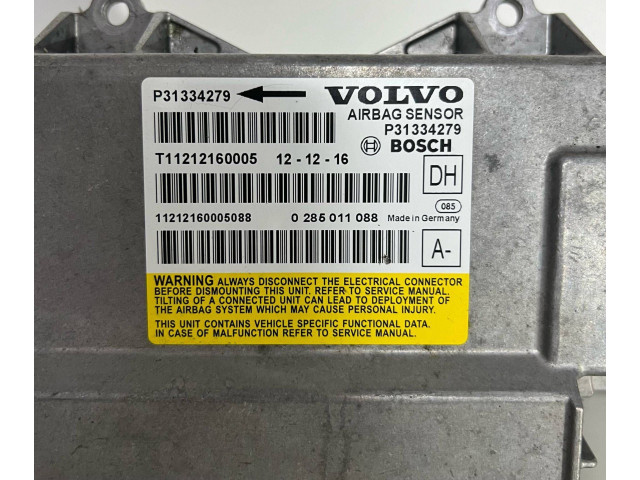 P31334279 VOLVO
AIRBAG SENSOR
P31334279
BOSCH
T11212160005 12-12-16
DH
085
11212160005088 0 285 011 088 Made in Germany
A-
WARNING ALWAYS DISCONNECT THE ELECTRICAL CONNECTOR
BEFORE DISMOUNTING THIS UNIT. REFER TO SERVICE MANUAL.
TILTING OF A CONNECTED UNIT CAN LEAD TO DEPLOYMENT OF
THE AIRBAG SYSTEM WHICH MAY CAUSE PERSONAL INJURY.
THIS UNIT CONTAINS VEHICLE SPECIFIC FUNCTIONAL DATA.
IN CASE OF MALFUNCTION REFER TO SERVICE MANUAL.